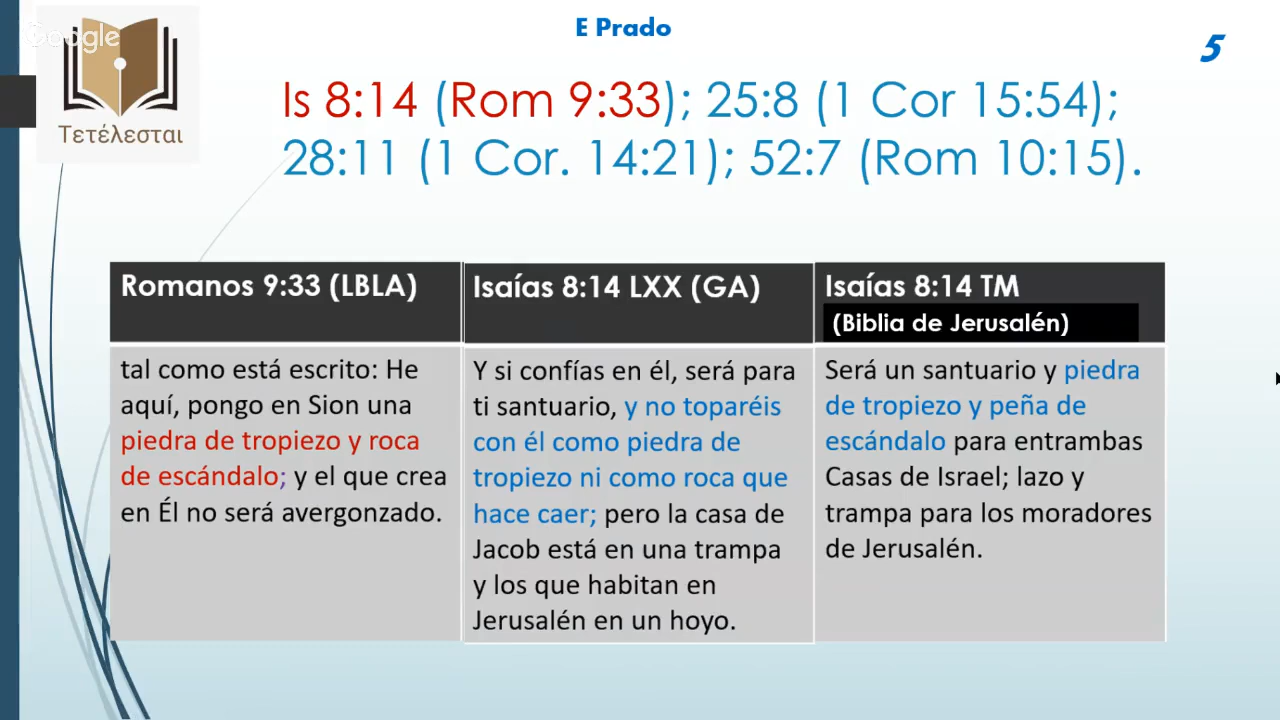 Google
E Prado
5
Τετέλεσται
Is 8:14 (Rom 9:33); 25:8 (1 Cor 15:54);
28:11 (1 Cor. 14:21); 52:7 (Rom 10:15).
Romanos 9:33 (LBLA)
tal como está escrito: He
aquí, pongo en Sion una
piedra de tropiezo y roca
de escándalo; y el que crea
en Él no será avergonzado.
Isaías 8:14 LXX (GA)
Y si confías en él, será para
ti santuario, y no toparéis
con él como piedra de
tropiezo ni como roca que
hace caer; pero la casa de
Jacob está en una trampa
y los que habitan en
Jerusalén en un hoyo.
Isaías 8:14 TM
(Biblia de Jerusalén)
Será un santuario y piedra
de tropiezo y peña de
escándalo para entrambas
Casas de Israel; lazo y
trampa para los moradores
de Jerusalén.